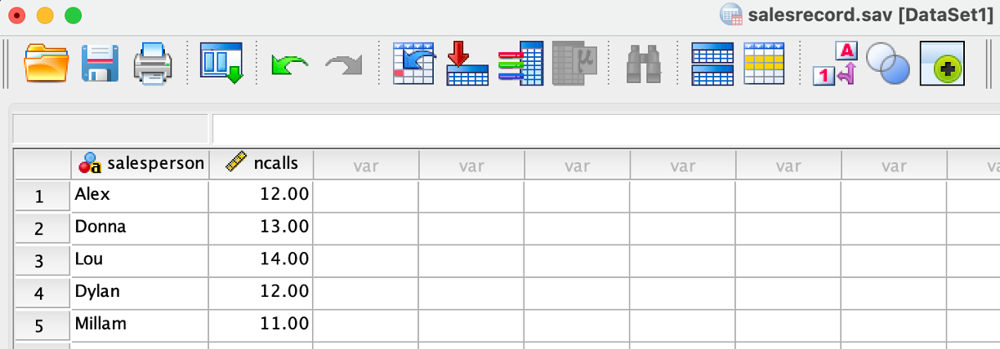 salesrecord.sav [DataSet1]
A
1
µ
a salesperson ncalls var var var var var var
1 Alex 12.00
2 Donna 13.00
3 Lou 14.00
4 Dylan 12.00
5 Millam 11.00